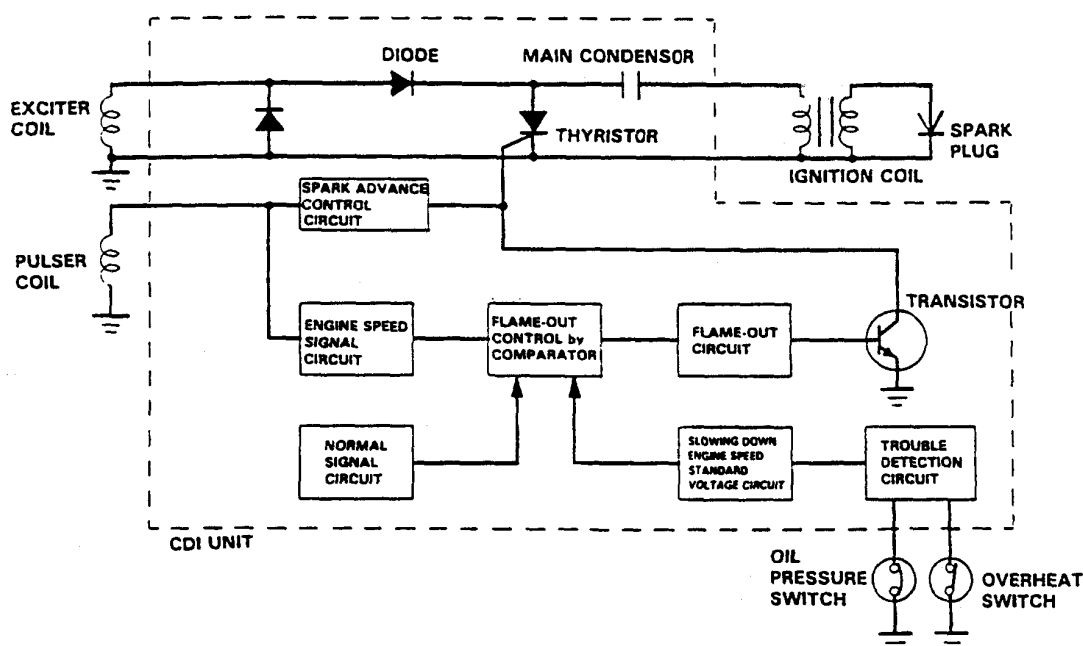 DIODE
MAIN CONDENSOR
EXCITER
COIL
THYRISTOR
SPARK
PLUG
IGNITION COIL
SPARK ADVANCE
CONTROL
CIRCUIT
PULSER
COIL
TRANSISTOR
ENGINE SPEED
SIGNAL
CIRCUIT
FLAME-OUT
CONTROL by
COMPARATOR
FLAME-OUT
CIRCUIT
NORMAL
SIGNAL
CIRCUIT
SLOWING DOWN
ENGINE SPEED
STANDARD
VOLTAGE CIRCUIT
TROUBLE
DETECTION
CIRCUIT
CDI UNIT
OIL
PRESSURE
SWITCH
OVERHEAT
SWITCH